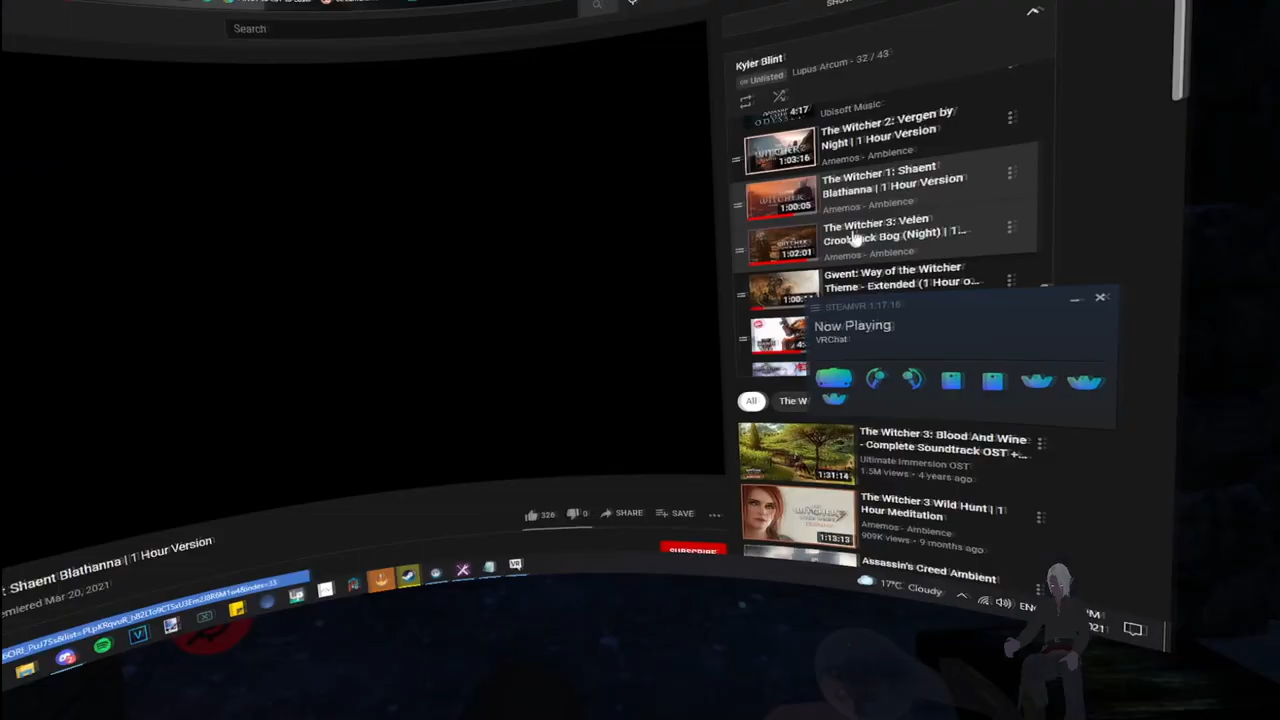 Search
Kyler Blint
Unlisted
Lupus Arcum - 32 / 43
4:17
Ubisoft Music
The Witcher 2: Vergen by
Night | 1 Hour Version
Amemos - Ambience
1:03:16
The Witcher 1: Shaent
Blathanna | 1 Hour Version
Amemos - Ambience
1:00:05
The Witcher 3: Velen
Bog (Night) | 1...
Amemos - Ambience
1:02:01
Gwent: Way of the Witcher
Theme - Extended (1 Hour o...
STEAMVR 1.17.16
Now Playing
VRChat
All
The W
The Witcher 3: Blood And Wine
- Complete Soundtrack OST +...
Ultimate Immersion OST
1.5M views • 4 years ago
1:31:14
The Witcher 3 Wild Hunt | 1
Hour Meditation
Amemos - Ambience
909K views • 9 months ago
1:13:13
Assassin's Creed Ambient
326
0
SHARE
SAVE
SUBSCRIBE
Shaent Blathanna | 1 Hour Version
emiered Mar 20, 2021
17°C Cloudy